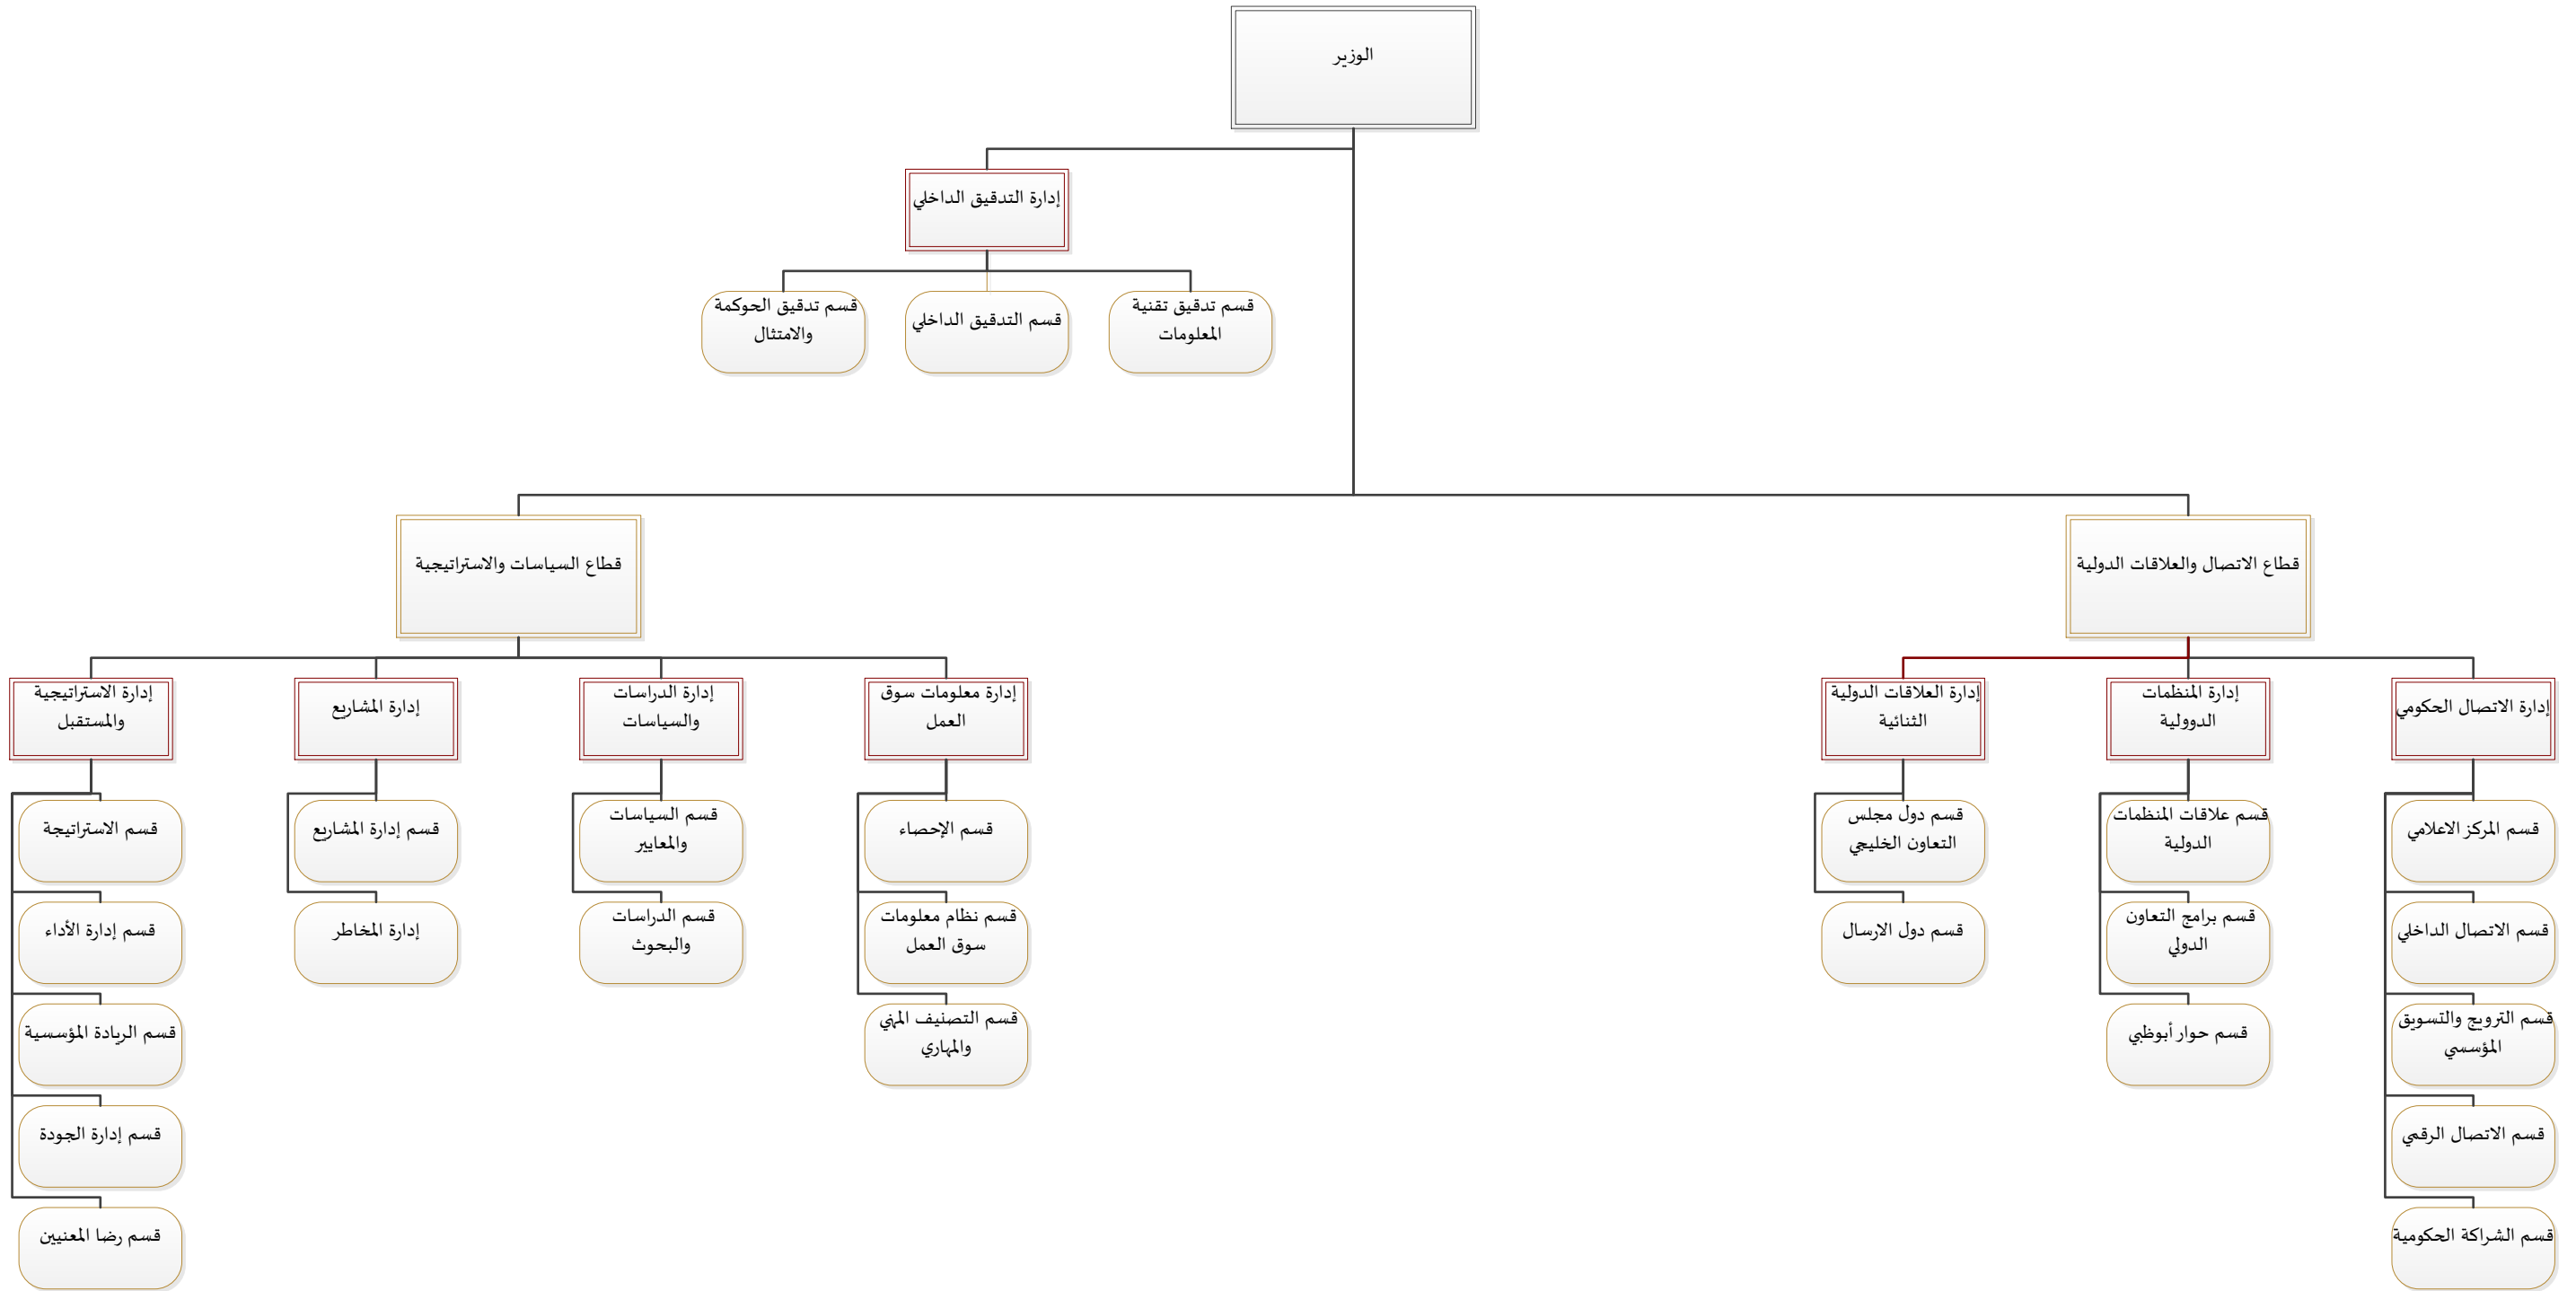 الوزير
إدارة التدقيق الداخلي
قسم تدقيق تقنية
المعلومات
قسم التدقيق الداخلي
قسم تدقيق الحوكمة
والامتثال
قطاع الاتصال والعلاقات الدولية
قطاع السياسات والاستراتيجية
إدارة الاتصال الحكومي
قسم المركز الاعلامي
قسم الاتصال الداخلي
قسم الترويج والتسويق
المؤسسي
قسم الاتصال الرقمي
قسم الشراكة الحكومية
إدارة المنظمات
الدوولية
قسم علاقات المنظمات
الدولية
قسم برامج التعاون
الدولي
قسم حوار أبوظبي
إدارة العلاقات الدولية
الثنائية
قسم دول مجلس
التعاون الخليجي
قسم دول الارسال
إدارة معلومات سوق
العمل
قسم الإحصاء
قسم نظام معلومات
سوق العمل
قسم التصنيف المهني
والمهاري
إدارة الدراسات
والسياسات
قسم السياسات
والمعايير
قسم الدراسات
والبحوث
إدارة المشاريع
قسم إدارة المشاريع
إدارة المخاطر
إدارة الاستراتيجية
والمستقبل
قسم الاستراتيجة
قسم إدارة الأداء
قسم الريادة المؤسسية
قسم إدارة الجودة
قسم رضا المعنيين